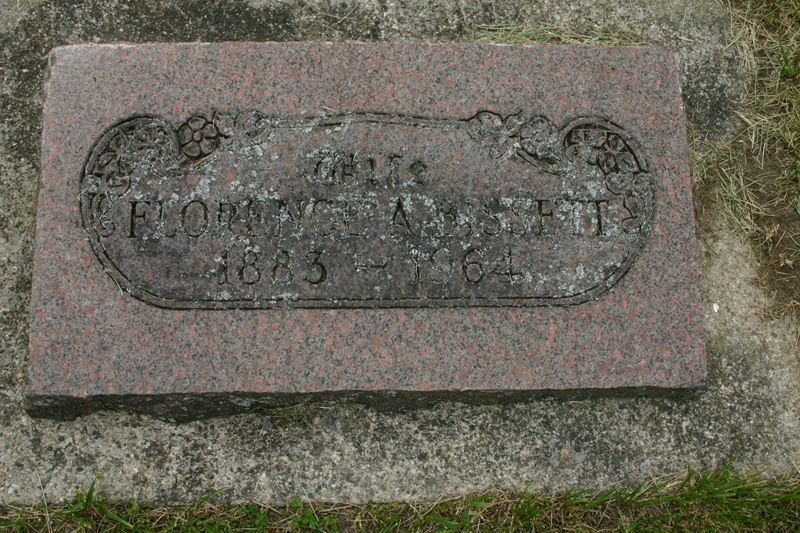 Wife
FLORENCE A. BISSETT
1883 — 1964